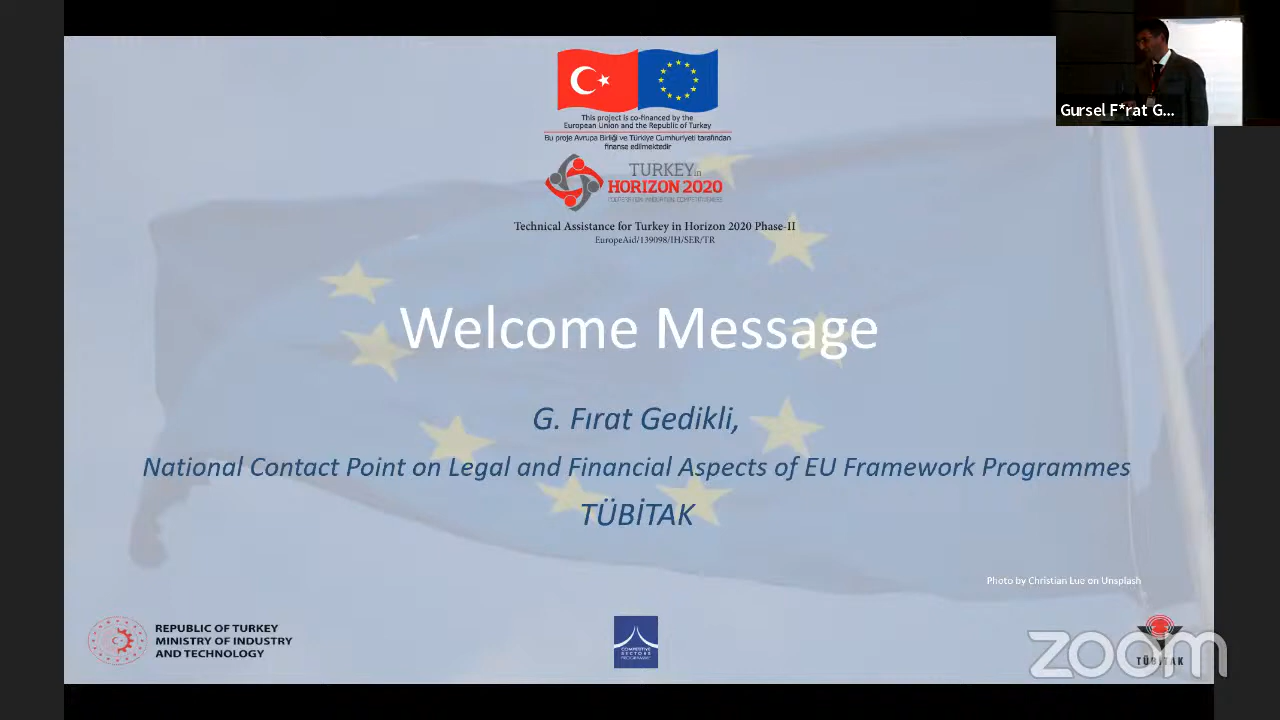 This project is co-financed by the
European Union and the Republic of Turkey
Bu proje Avrupa Birliği ve Türkiye Cumhuriyeti tarafından
finanse edilmektedir
TURKEY in
HORIZON 2020
Technical Assistance for Turkey in Horizon 2020 Phase-II
EuropeAid/139098/IH/SER/TR
Gursel F*rat G...
Welcome Message
G. Fırat Gedikli,
National Contact Point on Legal and Financial Aspects of EU Framework Programmes
TÜBİTAK
Photo by Christian Lue on Unsplash
REPUBLIC OF TURKEY
MINISTRY OF INDUSTRY
AND TECHNOLOGY
COMPETITIVE
SECTORS
PROGRAMME
TÜBİTAK
zoom